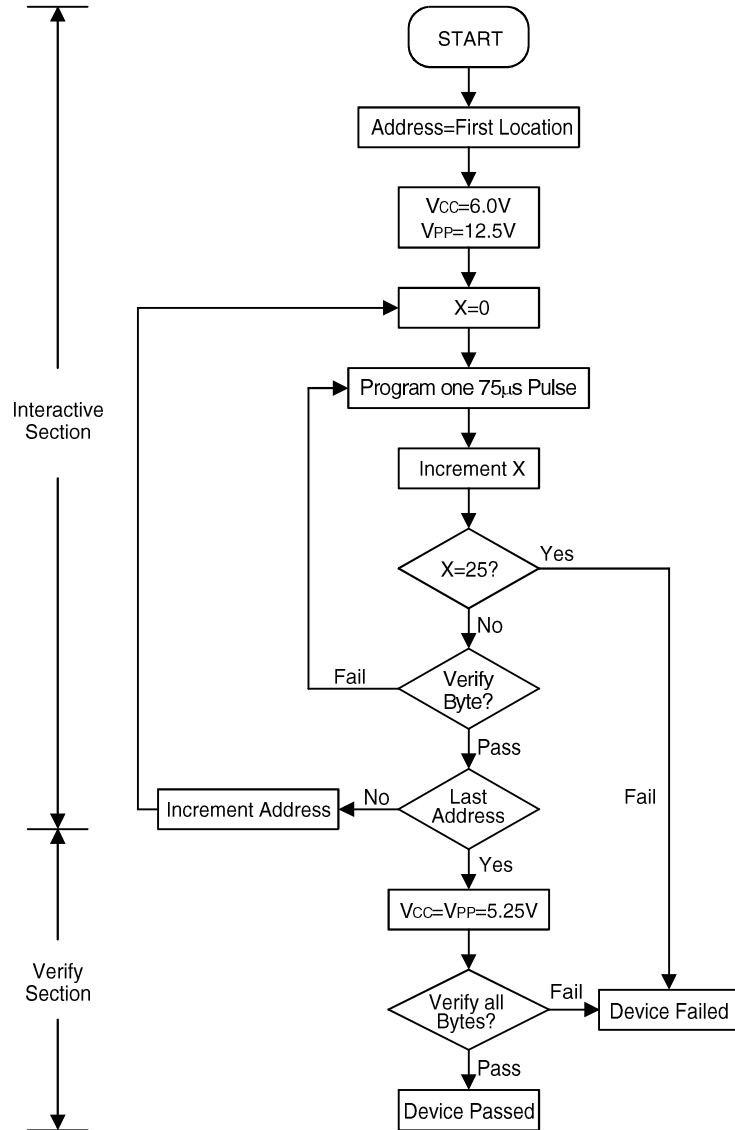 START
Address=First Location
VCC=6.0V
VPP=12.5V
X=0
Program one 75μs Pulse
Interactive
Section
Increment X
X=25?
Yes
No
Verify
Byte?
Fail
Pass
Last
Address
No
Increment Address
Fail
Yes
VCC=VPP=5.25V
Verify
Section
Verify all
Bytes?
Fail
Device Failed
Pass
Device Passed